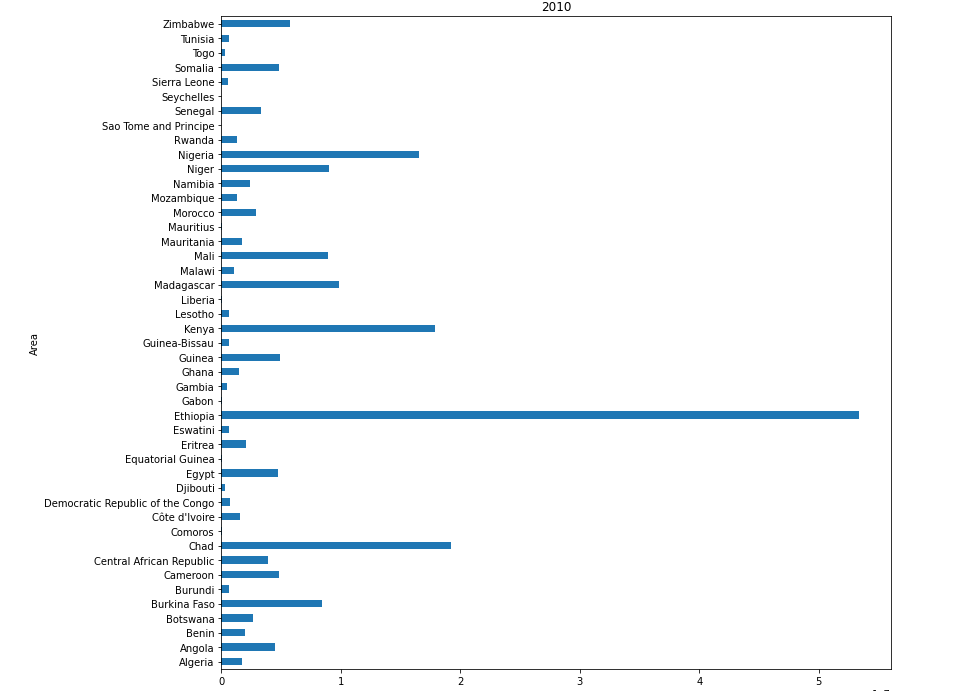 2010
Zimbabwe
Tunisia
Togo
Somalia
Sierra Leone
Seychelles
Senegal
Sao Tome and Principe
Rwanda
Nigeria
Niger
Namibia
Mozambique
Morocco
Mauritius
Mauritania
Mali
Malawi
Madagascar
Liberia
Lesotho
Kenya
Guinea-Bissau
Guinea
Ghana
Gambia
Gabon
Ethiopia
Eswatini
Eritrea
Equatorial Guinea
Egypt
Djibouti
Democratic Republic of the Congo
Côte d'Ivoire
Comoros
Chad
Central African Republic
Cameroon
Burundi
Burkina Faso
Botswana
Benin
Angola
Algeria
Area
0 1 2 3 4 5